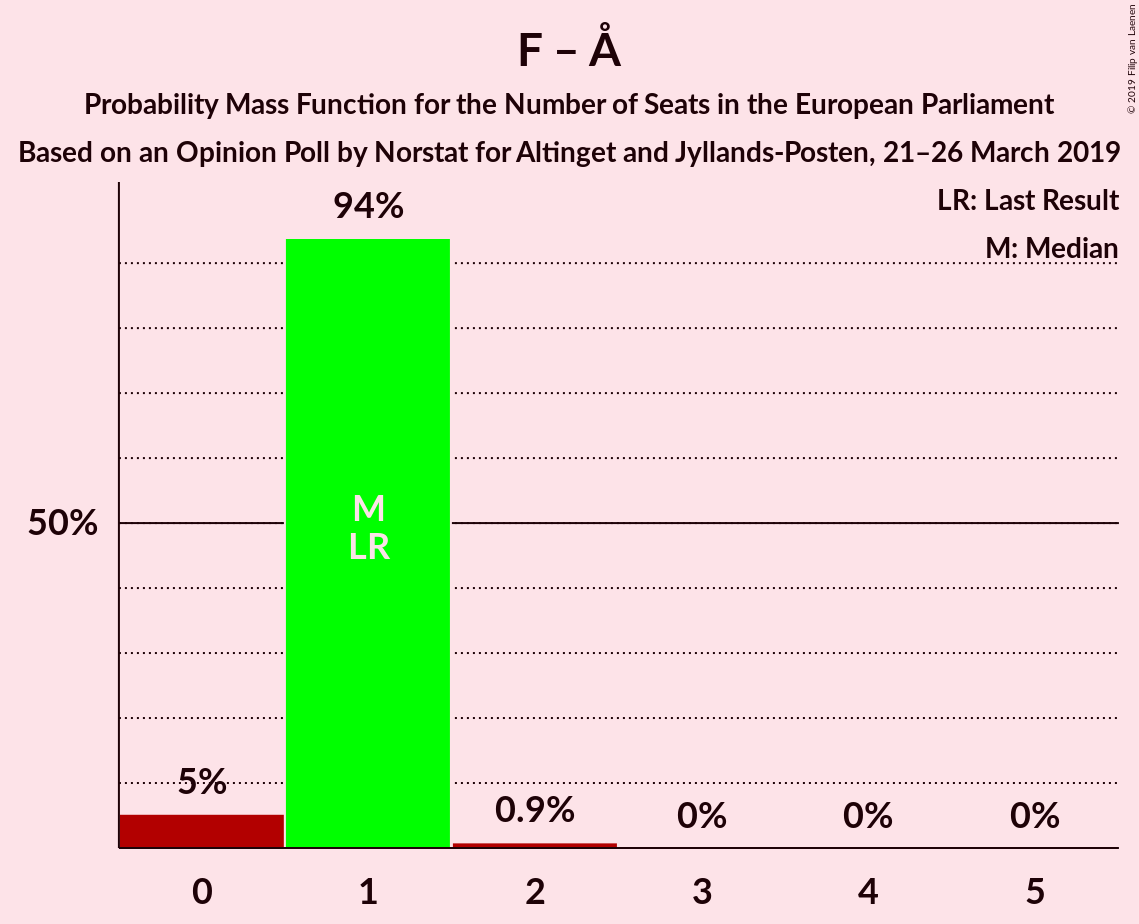 F – Å
Probability Mass Function for the Number of Seats in the European Parliament
Based on an Opinion Poll by Norstat for Altinget and Jyllands-Posten, 21–26 March 2019
© 2019 Filip van Laenen
LR: Last Result
M: Median
94%
50%
M
LR
5%
0.9%
0%
0%
0%
0
1
2
3
4
5